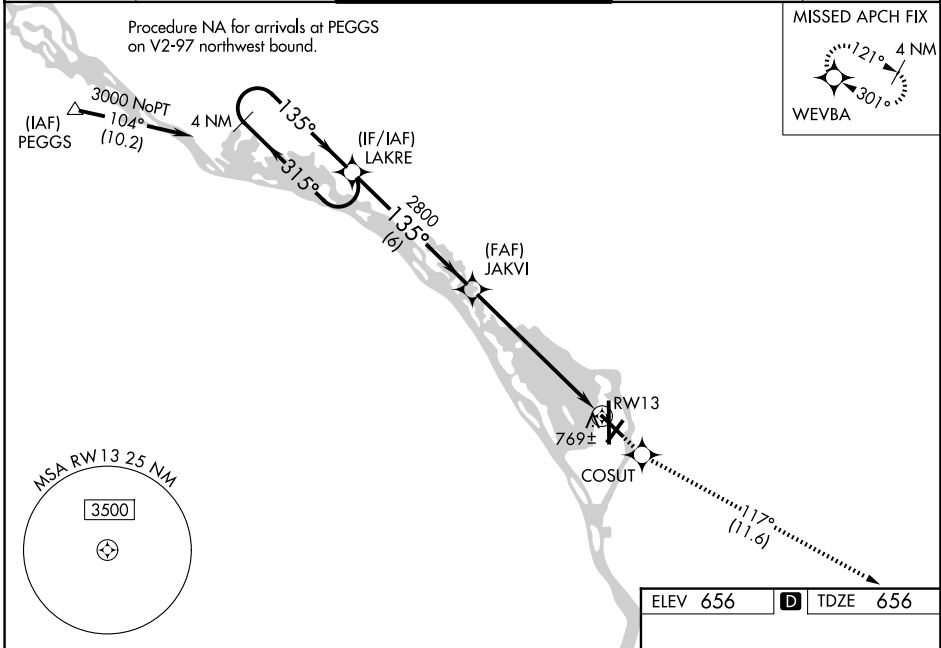 Procedure NA for arrivals at PEGGS
on V2-97 northwest bound.
MISSED APCH FIX
121°
4 NM
301°
WEVBA
3000 NoPT
104°
(10.2)
(IAF)
PEGGS
4 NM
135°
315°
(IF/IAF)
LAKRE
2800
135°
(6)
(FAF)
JAKVI
RW13
769±
COSUT
117°
(11.6)
MSA RW13 25 NM
3500
ELEV 656 D TDZE 656